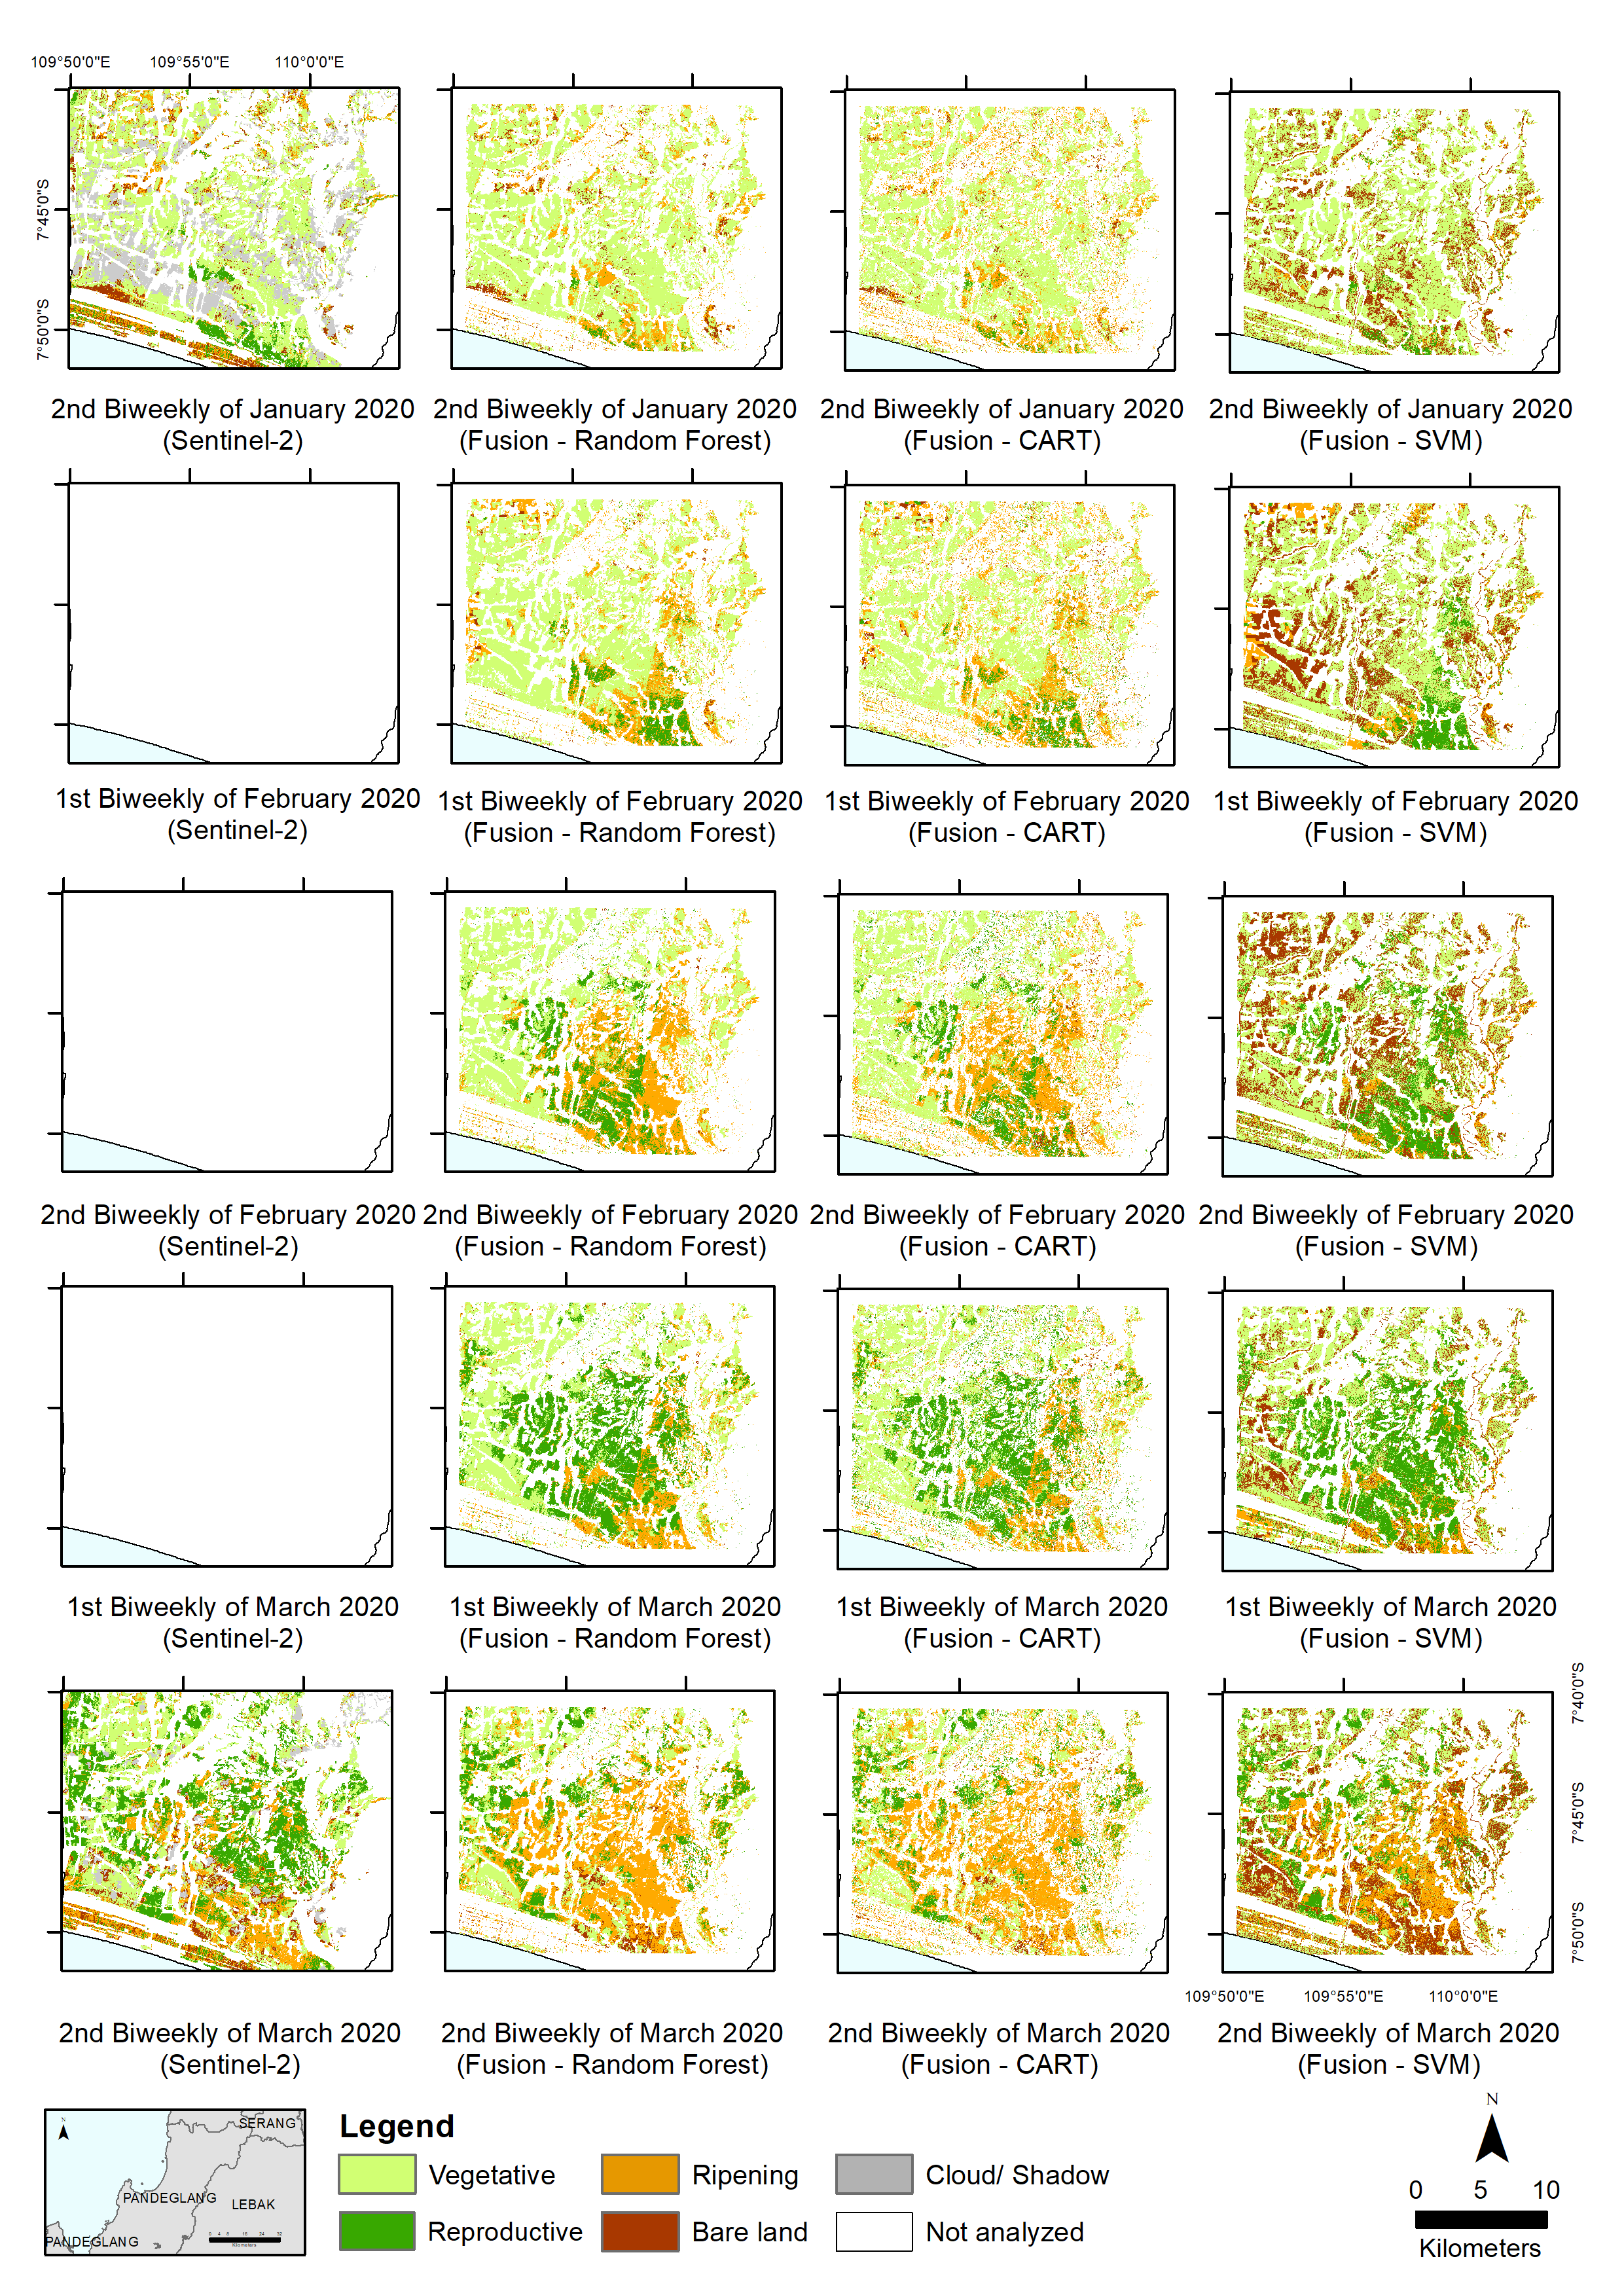 109°50'0"E 109°55'0"E 110°0'0"E
7°45'0"S
7°50'0"S
2nd Biweekly of January 2020
(Sentinel-2)
2nd Biweekly of January 2020
(Fusion - Random Forest)
2nd Biweekly of January 2020
(Fusion - CART)
2nd Biweekly of January 2020
(Fusion - SVM)
1st Biweekly of February 2020
(Sentinel-2)
1st Biweekly of February 2020
(Fusion - Random Forest)
1st Biweekly of February 2020
(Fusion - CART)
1st Biweekly of February 2020
(Fusion - SVM)
2nd Biweekly of February 2020
(Sentinel-2)
2nd Biweekly of February 2020
(Fusion - Random Forest)
2nd Biweekly of February 2020
(Fusion - CART)
2nd Biweekly of February 2020
(Fusion - SVM)
1st Biweekly of March 2020
(Sentinel-2)
1st Biweekly of March 2020
(Fusion - Random Forest)
1st Biweekly of March 2020
(Fusion - CART)
1st Biweekly of March 2020
(Fusion - SVM)
7°40'0"S
7°45'0"S
7°50'0"S
109°50'0"E 109°55'0"E 110°0'0"E
2nd Biweekly of March 2020
(Sentinel-2)
2nd Biweekly of March 2020
(Fusion - Random Forest)
2nd Biweekly of March 2020
(Fusion - CART)
2nd Biweekly of March 2020
(Fusion - SVM)
N
SERANG
PANDEGLANG
LEBAK
PANDEGLANG
0 4 8 16 24 32
Kilometers
Legend
Vegetative
Ripening
Cloud/ Shadow
Reproductive
Bare land
Not analyzed
N
0 5 10
Kilometers